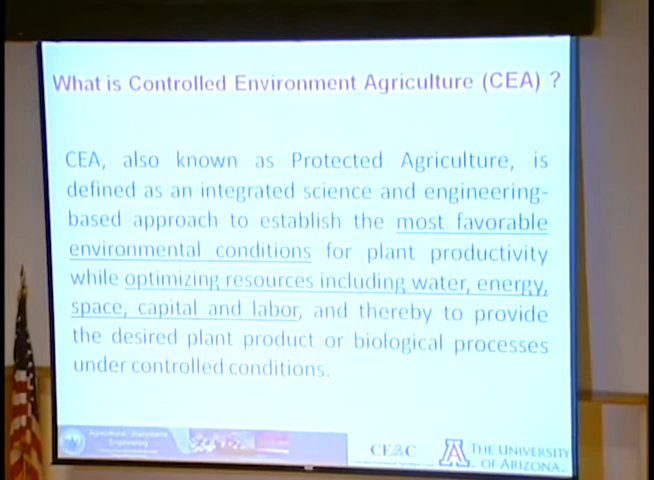 What is Controlled Environment Agriculture (CEA) ?
CEA, also known as Protected Agriculture, is
defined as an integrated science and engineering-
based approach to establish the most favorable
environmental conditions for plant productivity
while optimizing resources including water, energy,
space, capital and labor, and thereby to provide
the desired plant product or biological processes
under controlled conditions.
Agricultural - Biosystems
Engineering
CEAC
THE UNIVERSITY
OF ARIZONA.